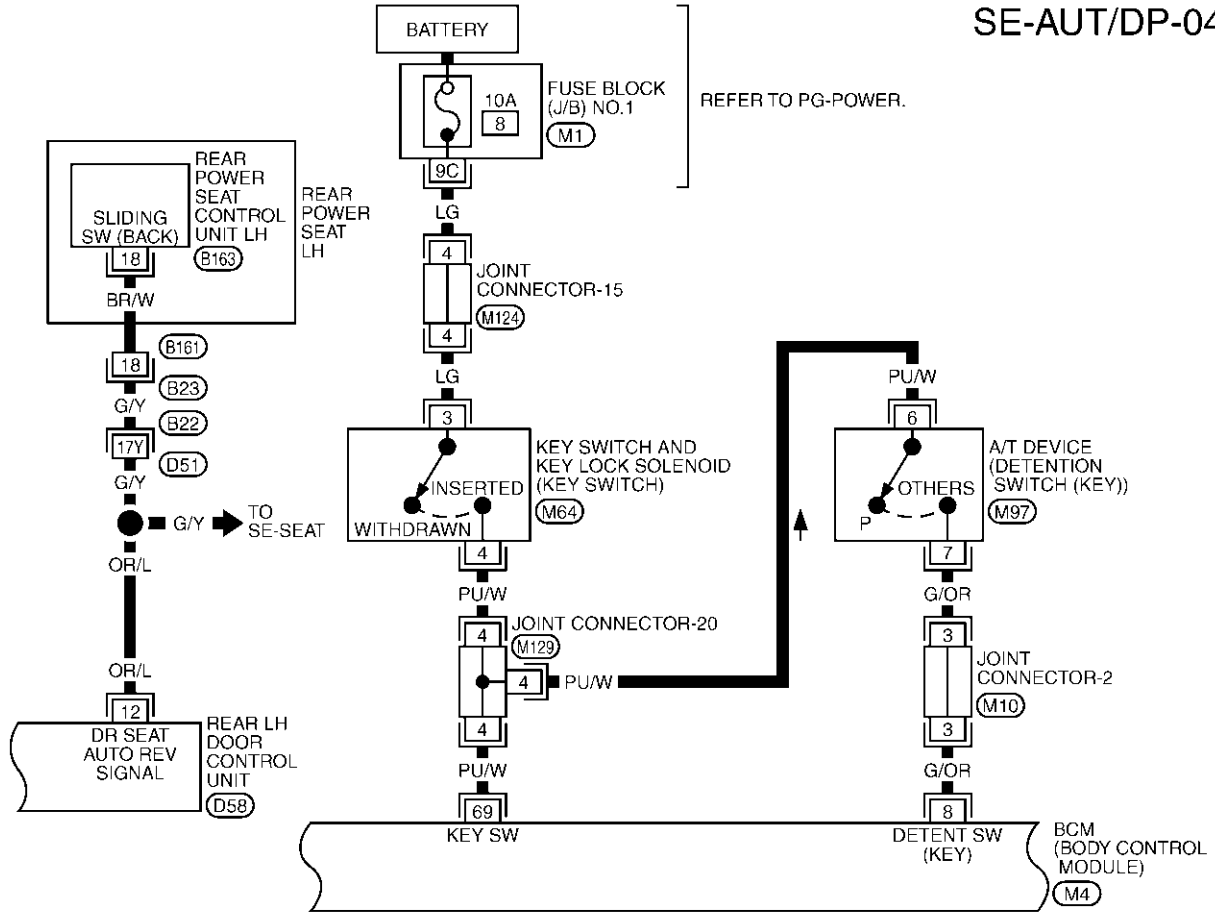 SE-AUT/DP-04
BATTERY
10A
8
FUSE BLOCK
(J/B) NO.1
M1
REFER TO PG-POWER.
9C
LG
4
JOINT
CONNECTOR-15
M124
4
LG
3
KEY SWITCH AND
KEY LOCK SOLENOID
(KEY SWITCH)
M64
INSERTED
WITHDRAWN
4
PU/W
4
JOINT CONNECTOR-20
M129
4
PU/W
4
PU/W
69
KEY SW
REAR
POWER
SEAT
CONTROL
UNIT LH
B163
REAR
POWER
SEAT
LH
SLIDING
SW (BACK)
18
BR/W
B161
18
B23
G/Y
B22
17Y
D51
G/Y
G/Y
TO
SE-SEAT
OR/L
OR/L
12
DR SEAT
AUTO REV
SIGNAL
REAR LH
DOOR
CONTROL
UNIT
D58
PU/W
6
A/T DEVICE
(DETENTION
SWITCH (KEY))
M97
OTHERS
P
7
G/OR
3
JOINT
CONNECTOR-2
M10
3
G/OR
8
DETENT SW
(KEY)
BCM
(BODY CONTROL
MODULE)
M4